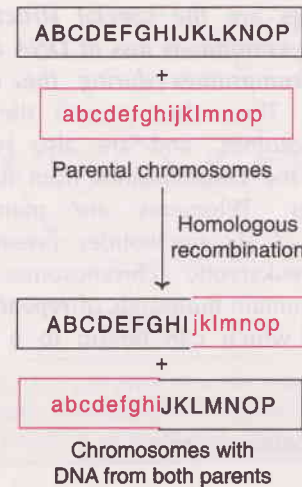 ABCDEFGHIJKLKNOP
+
abcdefghijklmnop
Parental chromosomes
Homologous
recombination
ABCDEFGHIjklmnop
+
abcdefghiJKLMNOP
Chromosomes with
DNA from both parents